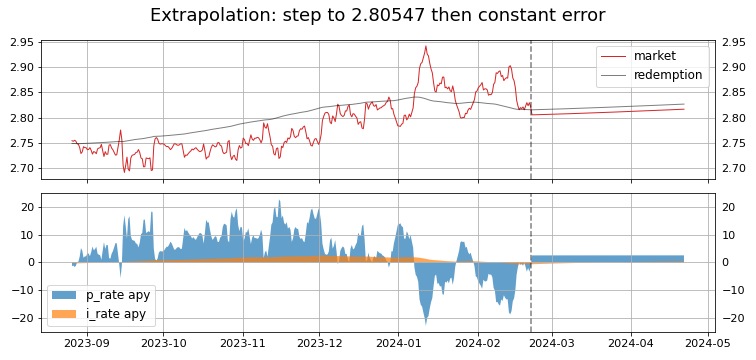 Extrapolation: step to 2.80547 then constant error
2.95 2.95
2.90 2.90
2.85 2.85
2.80 2.80
2.75 2.75
2.70 2.70
market
redemption
20 20
10 10
0 0
−10 −10
−20 −20
p_rate apy
i_rate apy
2023-09 2023-10 2023-11 2023-12 2024-01 2024-02 2024-03 2024-04 2024-05